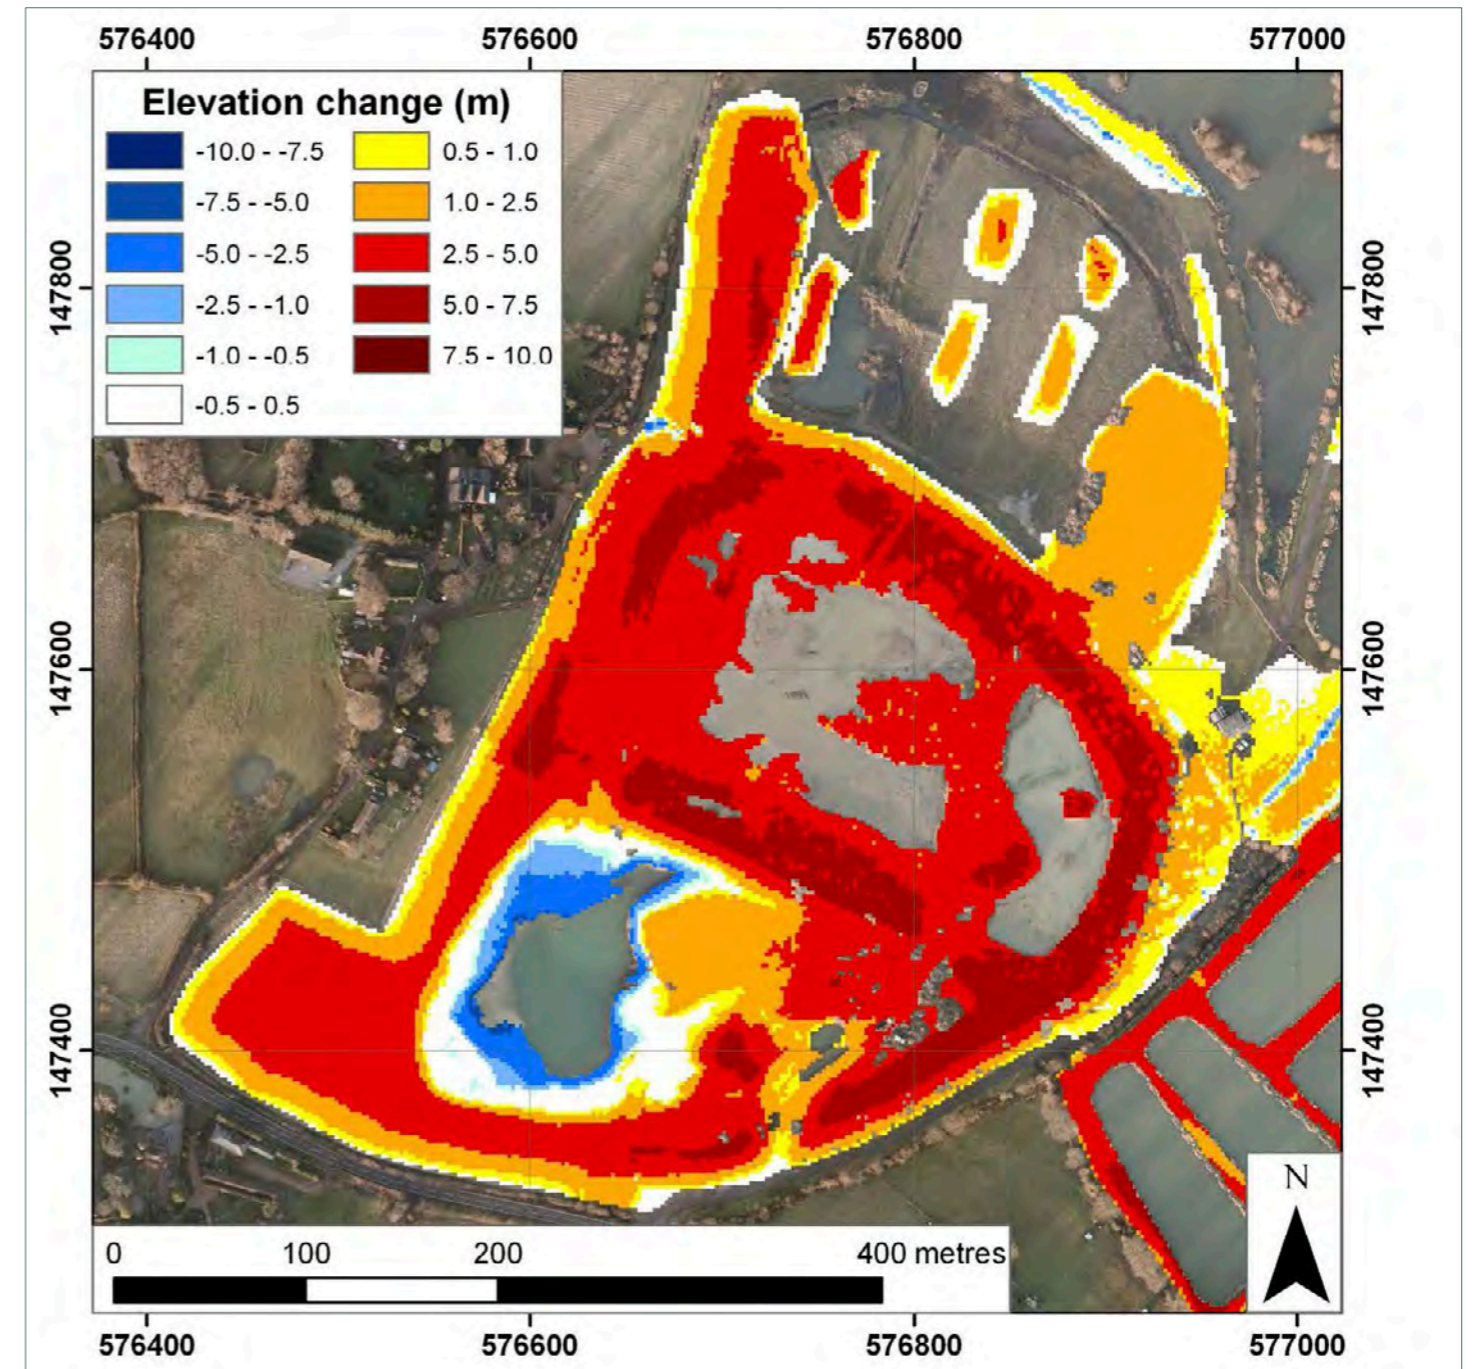 576400 576600 576800 577000
Elevation change (m)
-10.0 - -7.5 0.5 - 1.0
-7.5 - -5.0 1.0 - 2.5
-5.0 - -2.5 2.5 - 5.0
-2.5 - -1.0 5.0 - 7.5
-1.0 - -0.5 7.5 - 10.0
-0.5 - 0.5
147800 147800
147600 147600
147400 147400
N
0 100 200 400 metres
576400 576600 576800 577000